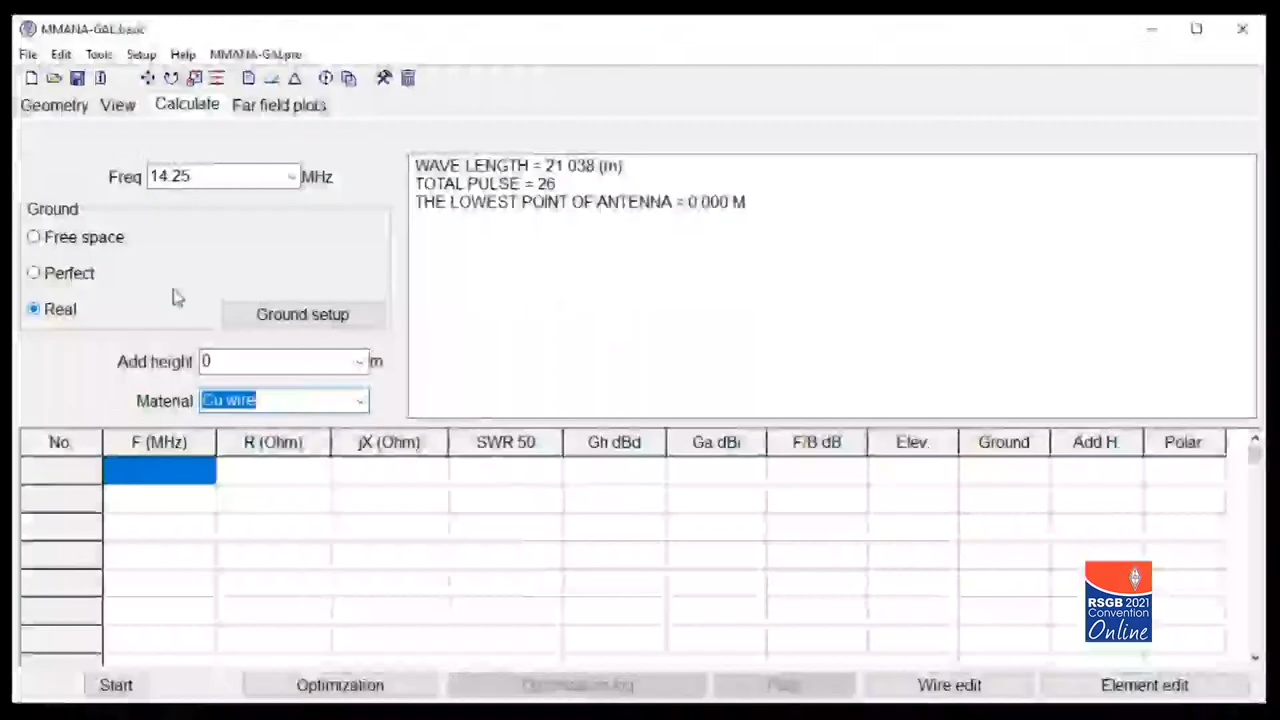 MMANA-GAL.basic
File Edit Tools Setup Help MMANA-GAL.pro
Geometry View Calculate Far field plots
Freq 14.25 MHz
WAVE LENGTH = 21.038 (m)
TOTAL PULSE = 26
THE LOWEST POINT OF ANTENNA = 0.000 M
Ground
Free space
Perfect
Real
Ground setup
Add height 0 m
Material Cu wire
No. F (MHz) R (Ohm) jX (Ohm) SWR 50 Gh dBd Ga dBi F/B dB Elev. Ground Add H. Polar.
RSGB 2021
Convention
Online
Start Optimization Optimization log Plots Wire edit Element edit